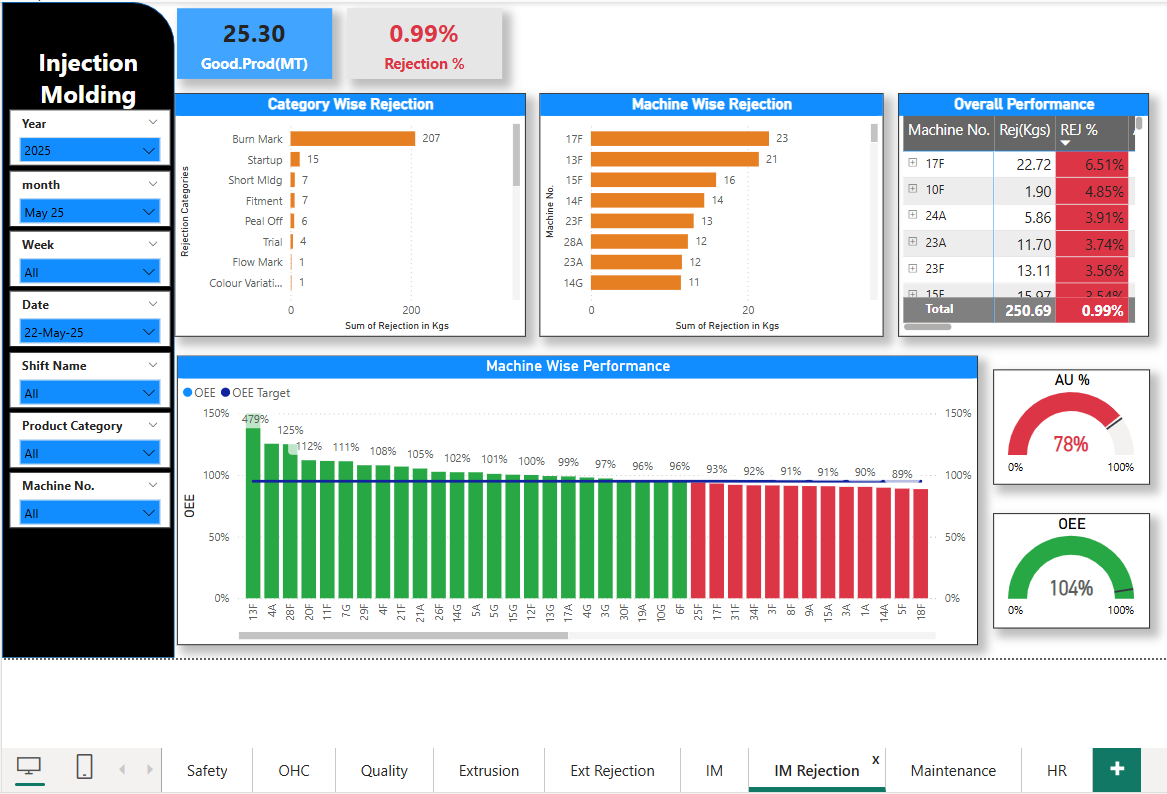 Injection
Molding
Year
2025
month
May 25
Week
All
Date
22-May-25
Shift Name
All
Product Category
All
Machine No.
All
25.30
Good.Prod(MT)
0.99%
Rejection %
Category Wise Rejection
Rejection Categories
Burn Mark 207
Startup 15
Short Mldg 7
Fitment 7
Peal Off 6
Trial 4
Flow Mark 1
Colour Variati... 1
0 200
Sum of Rejection in Kgs
Machine Wise Rejection
Machine No.
17F 23
13F 21
15F 16
14F 14
23F 13
28A 12
23A 12
14G 11
0 20
Sum of Rejection in Kgs
Overall Performance
Machine No. Rej(Kgs) REJ %
17F 22.72 6.51%
10F 1.90 4.85%
24A 5.86 3.91%
23A 11.70 3.74%
23F 13.11 3.56%
15F 15.97 3.54%
Total 250.69 0.99%
Machine Wise Performance
OEE OEE Target
150% 150%
100% 100%
50% 50%
0% 0%
OEE
479% 125% 112% 111% 108% 105% 102% 101% 100% 99% 97% 96% 96% 93% 92% 91% 91% 90% 89%
13F 4A 28F 20F 11F 7G 29F 4F 21F 21A 26F 14G 5A 5G 15G 12F 13G 17A 4G 3G 30F 19A 10G 6F 25F 17F 31F 34F 3F 8F 9A 15A 3A 1A 14A 5F 18F
AU %
78%
0% 100%
OEE
104%
0% 100%
Safety OHC Quality Extrusion Ext Rejection IM IM Rejection x Maintenance HR +